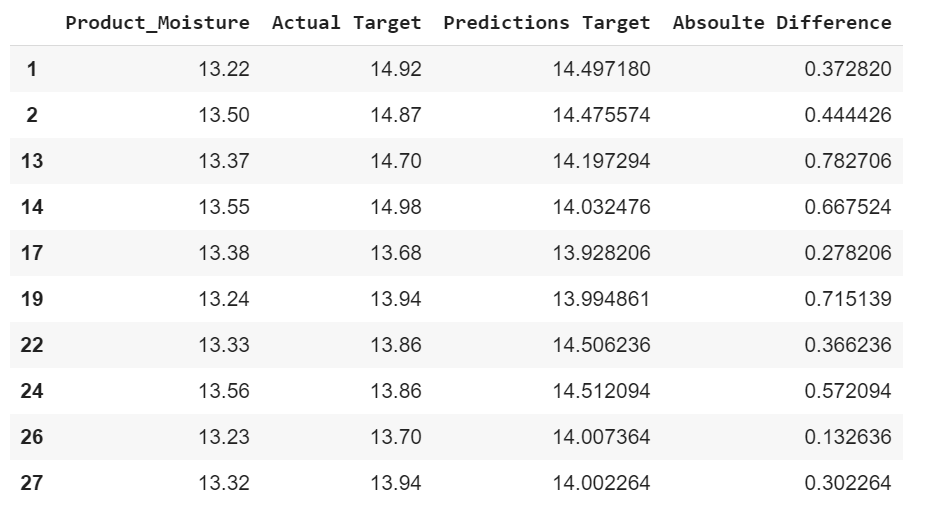 Product_Moisture Actual Target Predictions Target Absoulte Difference
1 13.22 14.92 14.497180 0.372820
2 13.50 14.87 14.475574 0.444426
13 13.37 14.70 14.197294 0.782706
14 13.55 14.98 14.032476 0.667524
17 13.38 13.68 13.928206 0.278206
19 13.24 13.94 13.994861 0.715139
22 13.33 13.86 14.506236 0.366236
24 13.56 13.86 14.512094 0.572094
26 13.23 13.70 14.007364 0.132636
27 13.32 13.94 14.002264 0.302264